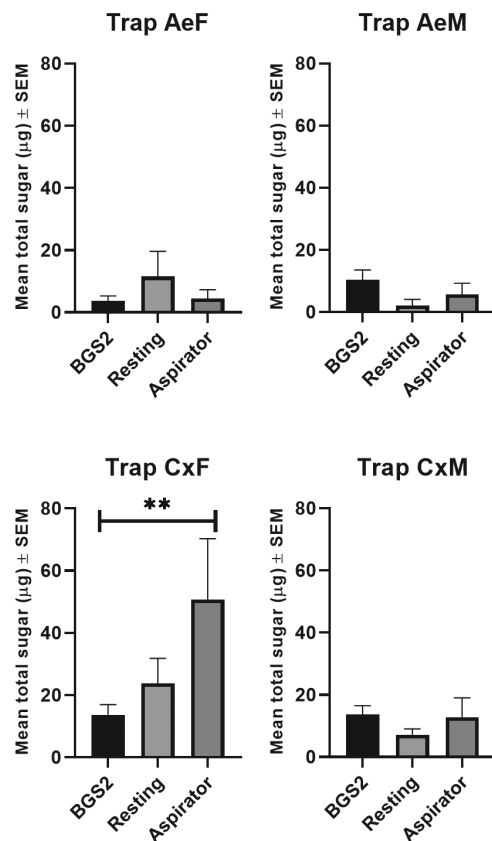 Trap AeF
Mean total sugar (μg) ± SEM
80
60
40
20
0
BGS2
Resting
Aspirator
Trap AeM
Mean total sugar (μg) ± SEM
80
60
40
20
0
BGS2
Resting
Aspirator
Trap CxF
Mean total sugar (μg) ± SEM
80
60
40
20
0
**
BGS2
Resting
Aspirator
Trap CxM
Mean total sugar (μg) ± SEM
80
60
40
20
0
BGS2
Resting
Aspirator